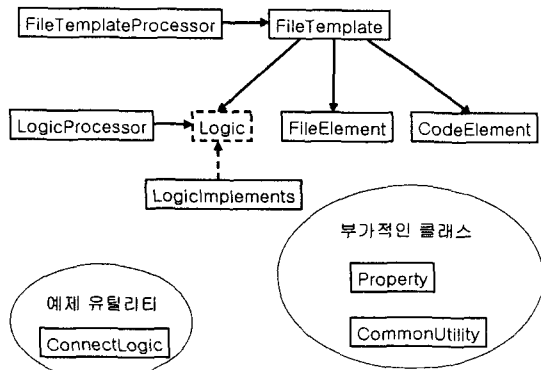 FileTemplateProcessor
FileTemplate
LogicProcessor
Logic
FileElement
CodeElement
LogicImplements
부가적인 클래스
Property
CommonUtility
예제 유틸리티
ConnectLogic